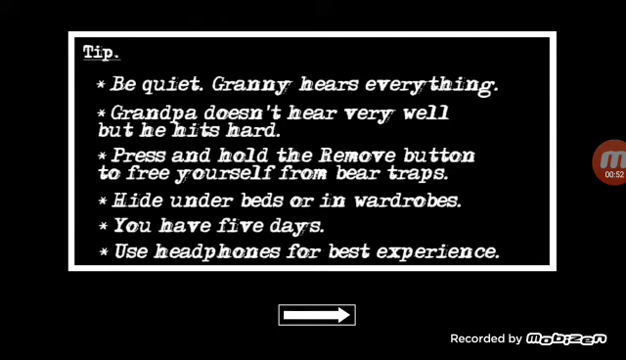 Tip.
* Be quiet. Granny hears everything.
* Grandpa doesn't hear very well
but he hits hard.
* Press and hold the Remove button
to free yourself from bear traps.
* Hide under beds or in wardrobes.
* You have five days.
* Use headphones for best experience.
00:52
Recorded by Mobizen